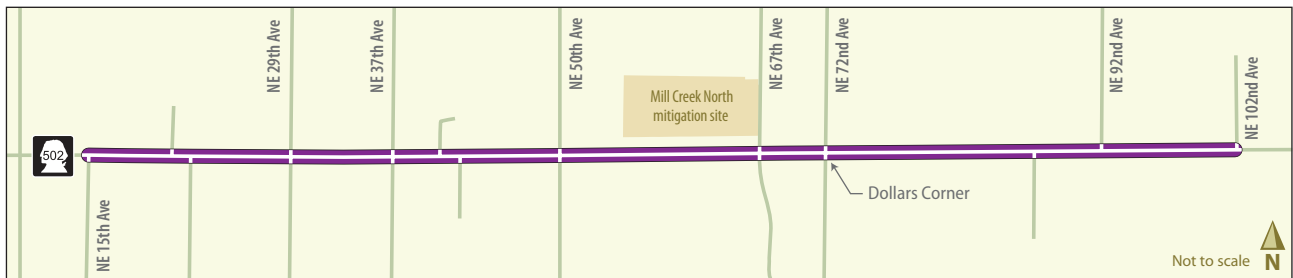 NE 29th Ave
NE 37th Ave
NE 50th Ave
NE 67th Ave
NE 72nd Ave
NE 92nd Ave
NE 102nd Ave
Mill Creek North
mitigation site
502
Dollars Corner
NE 15th Ave
Not to scale
N